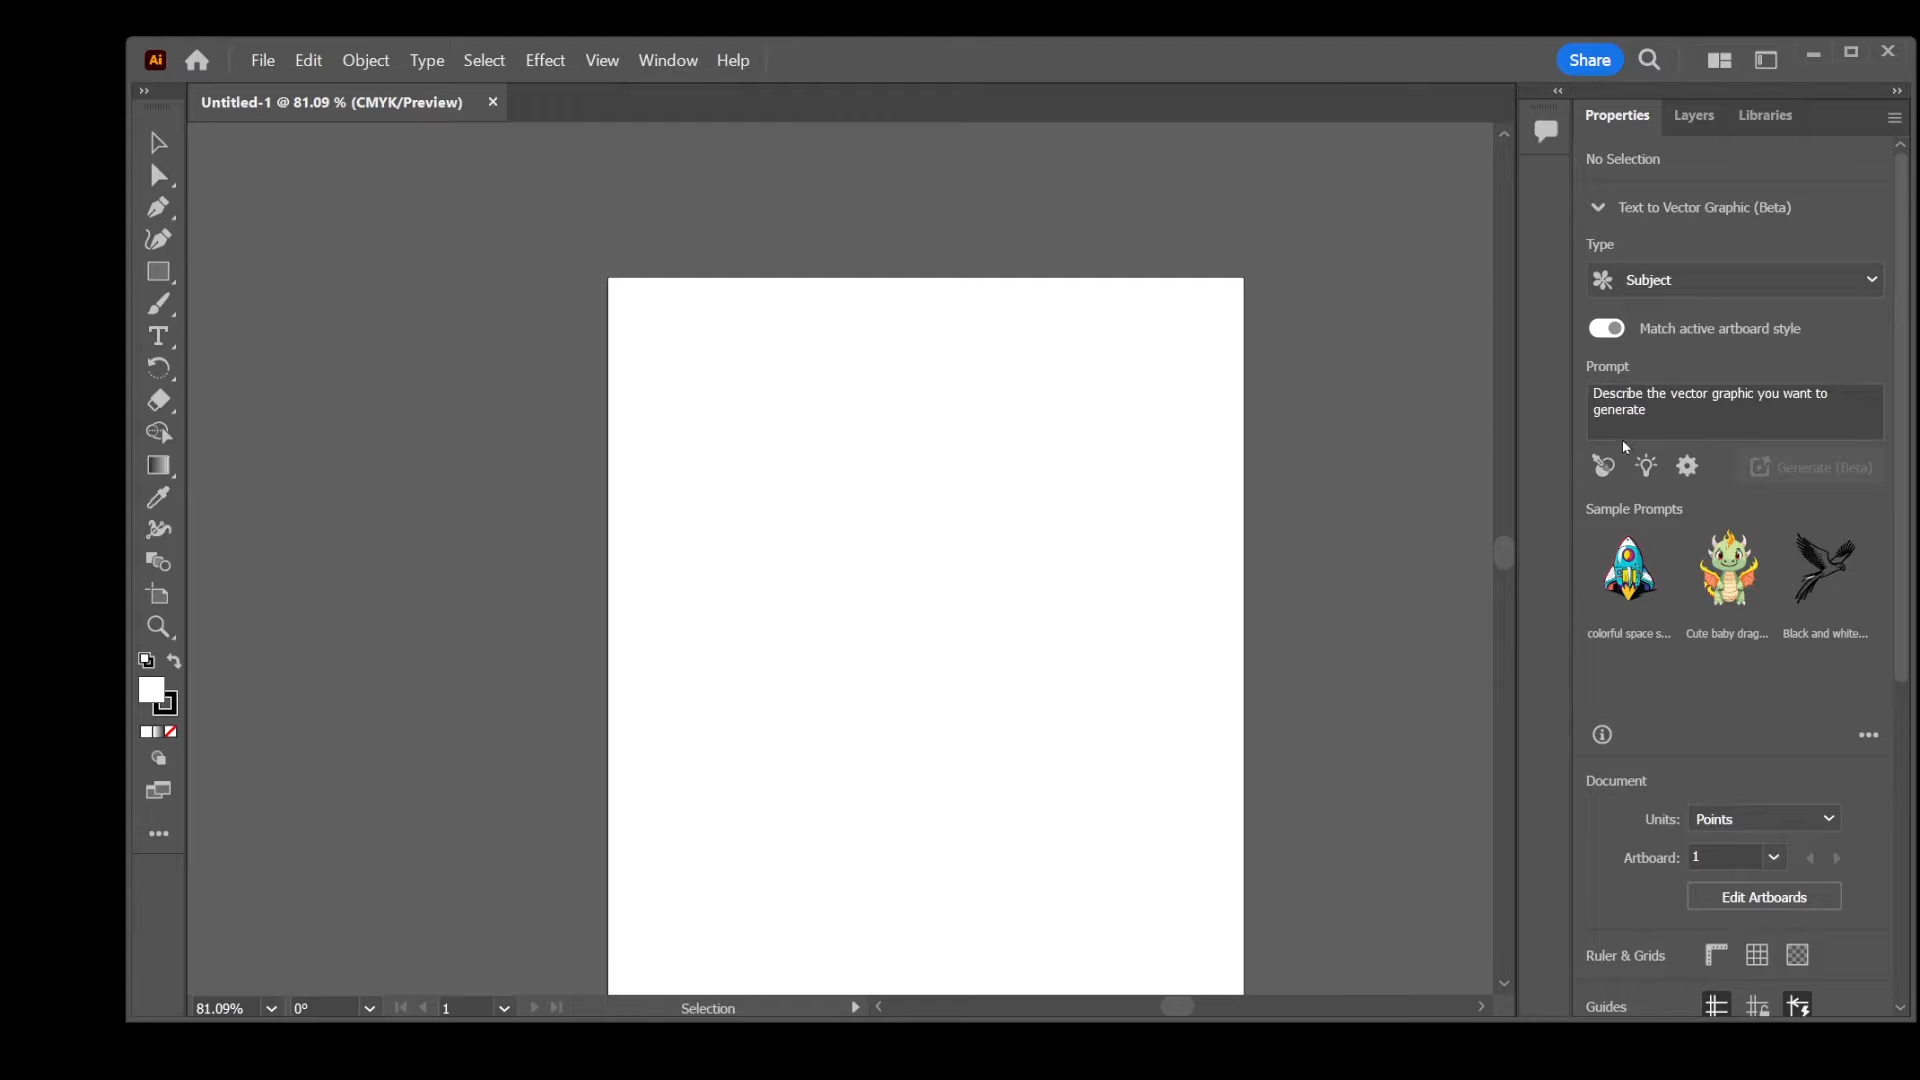 Ai
File Edit Object Type Select Effect View Window Help
Share
Untitled-1 @ 81.09 % (CMYK/Preview)
Properties Layers Libraries
No Selection
Text to Vector Graphic (Beta)
Type
Subject
Match active artboard style
Prompt
Describe the vector graphic you want to
generate
Generate (Beta)
Sample Prompts
colorful space s... Cute baby drag... Black and white...
Document
Units: Points
Artboard: 1
Edit Artboards
Ruler & Grids
Guides
81.09% 0° 1 Selection